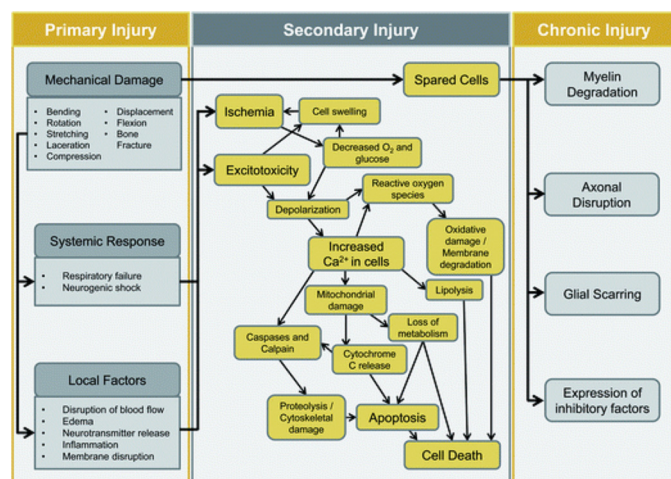 Primary Injury
Secondary Injury
Chronic Injury
Mechanical Damage
• Bending
• Rotation
• Stretching
• Laceration
• Compression
• Displacement
• Flexion
• Bone
Fracture
Systemic Response
• Respiratory failure
• Neurogenic shock
Local Factors
• Disruption of blood flow
• Edema
• Neurotransmitter release
• Inflammation
• Membrane disruption
Spared Cells
Ischemia
Cell swelling
Decreased O₂ and
glucose
Excitotoxicity
Reactive oxygen
species
Depolarization
Increased
Ca²⁺ in cells
Oxidative
damage /
Membrane
degradation
Mitochondrial
damage
Lipolysis
Loss of
metabolism
Caspases and
Calpain
Cytochrome
C release
Proteolysis /
Cytoskeletal
damage
Apoptosis
Cell Death
Myelin
Degradation
Axonal
Disruption
Glial Scarring
Expression of
inhibitory factors